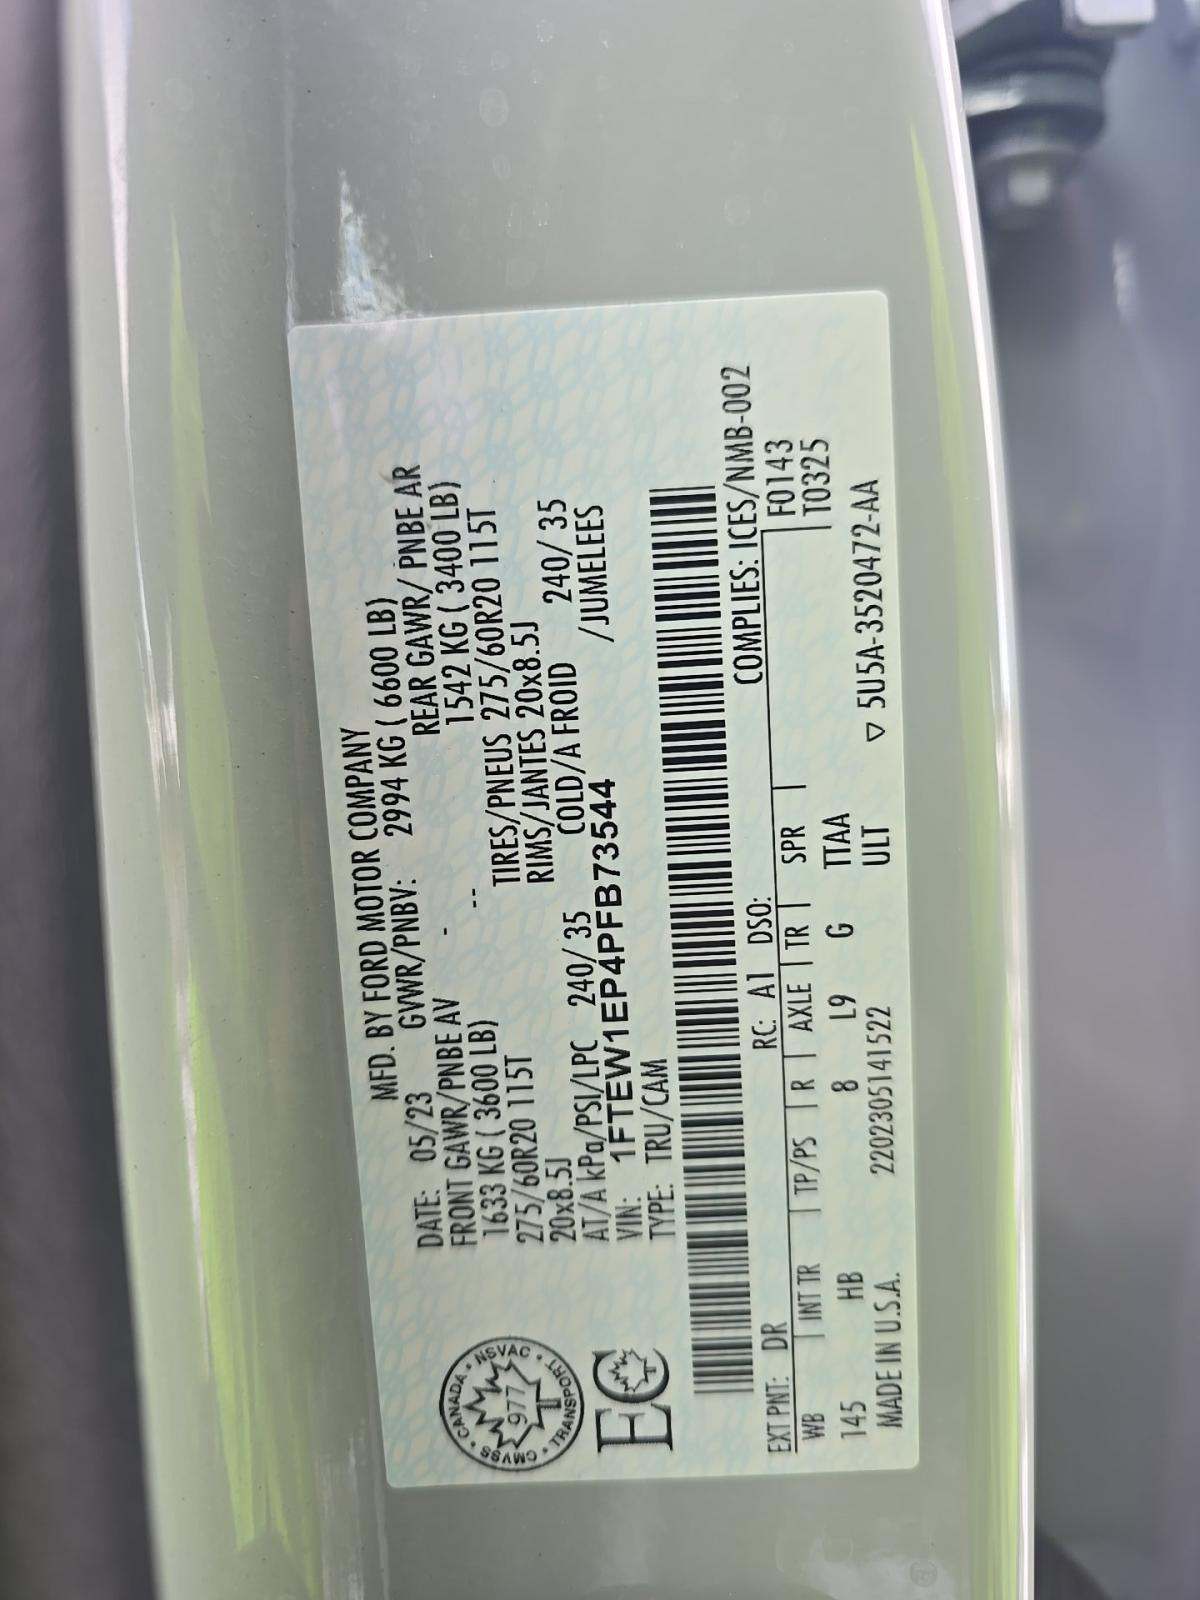 MFD. BY FORD MOTOR COMPANY
DATE: 05/23 GVWR/PNBV: 2994 KG ( 6600 LB)
FRONT GAWR/PNBE AV - REAR GAWR/ PNBE AR
1633 KG ( 3600 LB) -- 1542 KG ( 3400 LB)
275/60R20 115T TIRES/PNEUS 275/60R20 115T
20x8.5J RIMS/JANTES 20x8.5J
AT/A kPa/PSI/LPC 240/ 35 COLD/A FROID 240/ 35
VIN: 1FTEW1EP4PFB73544 /JUMELEES
TYPE: TRU/CAM
CANADA • NSVAC • TRANSPORT • CMVSS •
977
EC
COMPLIES: ICES/NMB-002
EXT PNT: DR RC: A1 DSO: F0143
WB INT TR TP/PS R AXLE TR SPR T0325
145 HB 8 L9 G TTAA
MADE IN U.S.A. 220230514152​2 ULT ▽ 5U5A-3520472-AA